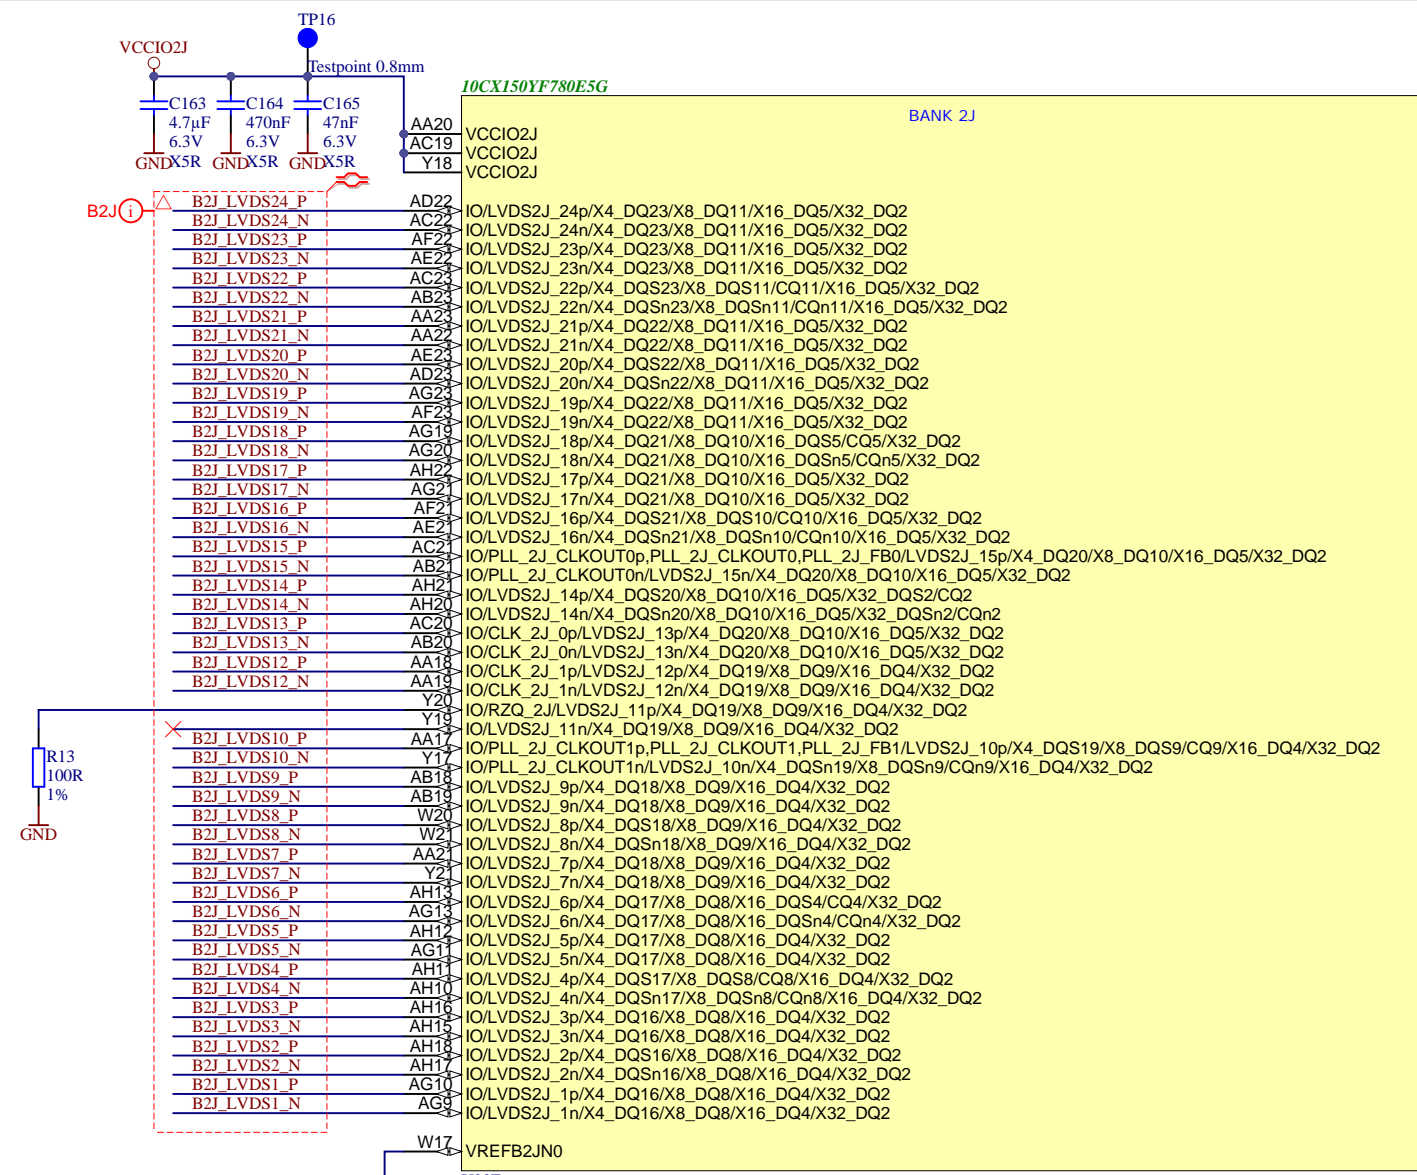 TP16
VCCIO2J
Testpoint 0.8mm
C163 4.7µF 6.3V X5R GND
C164 470nF 6.3V X5R GND
C165 47nF 6.3V X5R GND
10CX150YF780E5G
BANK 2J
AA20 VCCIO2J
AC19 VCCIO2J
Y18 VCCIO2J
B2J i
B2J_LVDS24_P AD22 IO/LVDS2J_24p/X4_DQ23/X8_DQ11/X16_DQ5/X32_DQ2
B2J_LVDS24_N AC22 IO/LVDS2J_24n/X4_DQ23/X8_DQ11/X16_DQ5/X32_DQ2
B2J_LVDS23_P AF22 IO/LVDS2J_23p/X4_DQ23/X8_DQ11/X16_DQ5/X32_DQ2
B2J_LVDS23_N AE22 IO/LVDS2J_23n/X4_DQ23/X8_DQ11/X16_DQ5/X32_DQ2
B2J_LVDS22_P AC23 IO/LVDS2J_22p/X4_DQS23/X8_DQS11/CQ11/X16_DQ5/X32_DQ2
B2J_LVDS22_N AB23 IO/LVDS2J_22n/X4_DQSn23/X8_DQSn11/CQn11/X16_DQ5/X32_DQ2
B2J_LVDS21_P AA23 IO/LVDS2J_21p/X4_DQ22/X8_DQ11/X16_DQ5/X32_DQ2
B2J_LVDS21_N AA22 IO/LVDS2J_21n/X4_DQ22/X8_DQ11/X16_DQ5/X32_DQ2
B2J_LVDS20_P AE23 IO/LVDS2J_20p/X4_DQS22/X8_DQ11/X16_DQ5/X32_DQ2
B2J_LVDS20_N AD23 IO/LVDS2J_20n/X4_DQSn22/X8_DQ11/X16_DQ5/X32_DQ2
B2J_LVDS19_P AG23 IO/LVDS2J_19p/X4_DQ22/X8_DQ11/X16_DQ5/X32_DQ2
B2J_LVDS19_N AF23 IO/LVDS2J_19n/X4_DQ22/X8_DQ11/X16_DQ5/X32_DQ2
B2J_LVDS18_P AG19 IO/LVDS2J_18p/X4_DQ21/X8_DQ10/X16_DQS5/CQ5/X32_DQ2
B2J_LVDS18_N AG20 IO/LVDS2J_18n/X4_DQ21/X8_DQ10/X16_DQSn5/CQn5/X32_DQ2
B2J_LVDS17_P AH22 IO/LVDS2J_17p/X4_DQ21/X8_DQ10/X16_DQ5/X32_DQ2
B2J_LVDS17_N AG21 IO/LVDS2J_17n/X4_DQ21/X8_DQ10/X16_DQ5/X32_DQ2
B2J_LVDS16_P AF21 IO/LVDS2J_16p/X4_DQS21/X8_DQS10/CQ10/X16_DQ5/X32_DQ2
B2J_LVDS16_N AE21 IO/LVDS2J_16n/X4_DQSn21/X8_DQSn10/CQn10/X16_DQ5/X32_DQ2
B2J_LVDS15_P AC21 IO/PLL_2J_CLKOUT0p,PLL_2J_CLKOUT0,PLL_2J_FB0/LVDS2J_15p/X4_DQ20/X8_DQ10/X16_DQ5/X32_DQ2
B2J_LVDS15_N AB21 IO/PLL_2J_CLKOUT0n/LVDS2J_15n/X4_DQ20/X8_DQ10/X16_DQ5/X32_DQ2
B2J_LVDS14_P AH21 IO/LVDS2J_14p/X4_DQS20/X8_DQ10/X16_DQ5/X32_DQS2/CQ2
B2J_LVDS14_N AH20 IO/LVDS2J_14n/X4_DQSn20/X8_DQ10/X16_DQ5/X32_DQSn2/CQn2
B2J_LVDS13_P AC20 IO/CLK_2J_0p/LVDS2J_13p/X4_DQ20/X8_DQ10/X16_DQ5/X32_DQ2
B2J_LVDS13_N AB20 IO/CLK_2J_0n/LVDS2J_13n/X4_DQ20/X8_DQ10/X16_DQ5/X32_DQ2
B2J_LVDS12_P AA18 IO/CLK_2J_1p/LVDS2J_12p/X4_DQ19/X8_DQ9/X16_DQ4/X32_DQ2
B2J_LVDS12_N AA19 IO/CLK_2J_1n/LVDS2J_12n/X4_DQ19/X8_DQ9/X16_DQ4/X32_DQ2
Y20 IO/RZQ_2J/LVDS2J_11p/X4_DQ19/X8_DQ9/X16_DQ4/X32_DQ2
Y19 IO/LVDS2J_11n/X4_DQ19/X8_DQ9/X16_DQ4/X32_DQ2
R13 100R 1% GND
B2J_LVDS10_P AA17 IO/PLL_2J_CLKOUT1p,PLL_2J_CLKOUT1,PLL_2J_FB1/LVDS2J_10p/X4_DQS19/X8_DQS9/CQ9/X16_DQ4/X32_DQ2
B2J_LVDS10_N Y17 IO/PLL_2J_CLKOUT1n/LVDS2J_10n/X4_DQSn19/X8_DQSn9/CQn9/X16_DQ4/X32_DQ2
B2J_LVDS9_P AB18 IO/LVDS2J_9p/X4_DQ18/X8_DQ9/X16_DQ4/X32_DQ2
B2J_LVDS9_N AB19 IO/LVDS2J_9n/X4_DQ18/X8_DQ9/X16_DQ4/X32_DQ2
B2J_LVDS8_P W20 IO/LVDS2J_8p/X4_DQS18/X8_DQ9/X16_DQ4/X32_DQ2
B2J_LVDS8_N W21 IO/LVDS2J_8n/X4_DQSn18/X8_DQ9/X16_DQ4/X32_DQ2
B2J_LVDS7_P AA21 IO/LVDS2J_7p/X4_DQ18/X8_DQ9/X16_DQ4/X32_DQ2
B2J_LVDS7_N Y21 IO/LVDS2J_7n/X4_DQ18/X8_DQ9/X16_DQ4/X32_DQ2
B2J_LVDS6_P AH13 IO/LVDS2J_6p/X4_DQ17/X8_DQ8/X16_DQS4/CQ4/X32_DQ2
B2J_LVDS6_N AG13 IO/LVDS2J_6n/X4_DQ17/X8_DQ8/X16_DQSn4/CQn4/X32_DQ2
B2J_LVDS5_P AH12 IO/LVDS2J_5p/X4_DQ17/X8_DQ8/X16_DQ4/X32_DQ2
B2J_LVDS5_N AG11 IO/LVDS2J_5n/X4_DQ17/X8_DQ8/X16_DQ4/X32_DQ2
B2J_LVDS4_P AH11 IO/LVDS2J_4p/X4_DQS17/X8_DQS8/CQ8/X16_DQ4/X32_DQ2
B2J_LVDS4_N AH10 IO/LVDS2J_4n/X4_DQSn17/X8_DQSn8/CQn8/X16_DQ4/X32_DQ2
B2J_LVDS3_P AH16 IO/LVDS2J_3p/X4_DQ16/X8_DQ8/X16_DQ4/X32_DQ2
B2J_LVDS3_N AH15 IO/LVDS2J_3n/X4_DQ16/X8_DQ8/X16_DQ4/X32_DQ2
B2J_LVDS2_P AH18 IO/LVDS2J_2p/X4_DQS16/X8_DQ8/X16_DQ4/X32_DQ2
B2J_LVDS2_N AH17 IO/LVDS2J_2n/X4_DQSn16/X8_DQ8/X16_DQ4/X32_DQ2
B2J_LVDS1_P AG10 IO/LVDS2J_1p/X4_DQ16/X8_DQ8/X16_DQ4/X32_DQ2
B2J_LVDS1_N AG9 IO/LVDS2J_1n/X4_DQ16/X8_DQ8/X16_DQ4/X32_DQ2
W17 VREFB2JN0